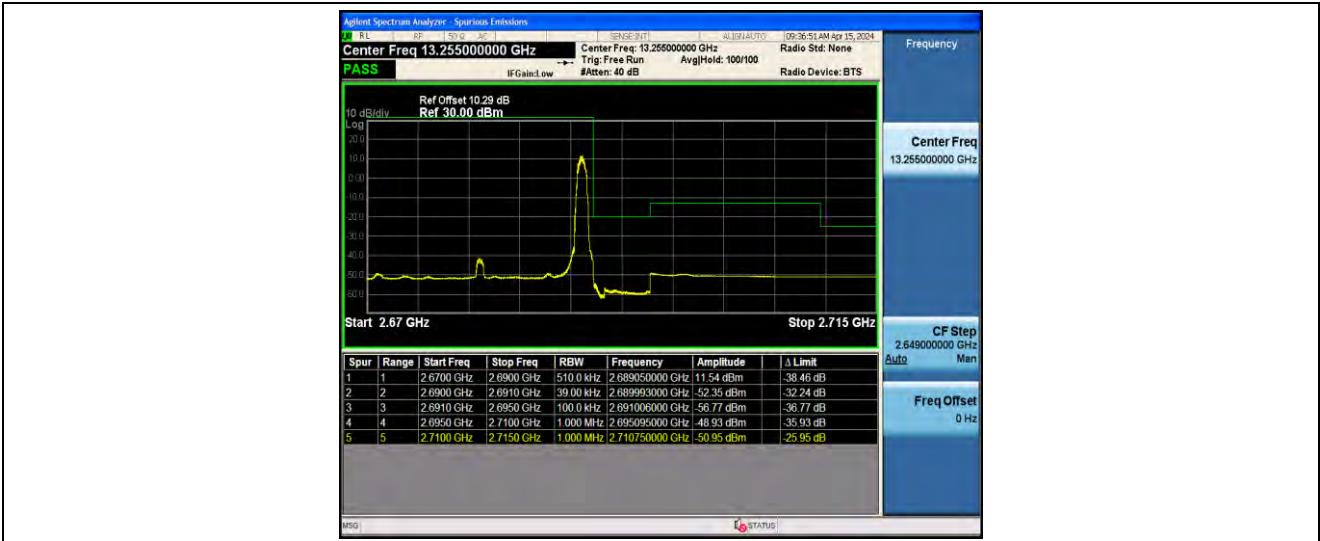 Agilent Spectrum Analyzer - Spurious Emissions
RL RF 50 Ω AC SENSE:INT ALIGNAUTO 09:36:51 AM Apr 15, 2024
Center Freq 13.255000000 GHz
Center Freq: 13.255000000 GHz
Radio Std: None
Trig: Free Run Avg|Hold: 100/100
PASS
IFGain:Low
#Atten: 40 dB
Radio Device: BTS
Frequency
Ref Offset 10.29 dB
10 dB/div Ref 30.00 dBm
Log
20.0
10.0
0.00
-10.0
-20.0
-30.0
-40.0
-50.0
-60.0
Start 2.67 GHz Stop 2.715 GHz
Center Freq
13.255000000 GHz
CF Step
2.649000000 GHz
Auto Man
Freq Offset
0 Hz
Spur Range Start Freq Stop Freq RBW Frequency Amplitude Δ Limit
1 1 2.6700 GHz 2.6900 GHz 510.0 kHz 2.689050000 GHz 11.54 dBm -38.46 dB
2 2 2.6900 GHz 2.6910 GHz 39.00 kHz 2.689993000 GHz -52.35 dBm -32.24 dB
3 3 2.6910 GHz 2.6950 GHz 100.0 kHz 2.691006000 GHz -56.77 dBm -36.77 dB
4 4 2.6950 GHz 2.7100 GHz 1.000 MHz 2.695095000 GHz -48.93 dBm -35.93 dB
5 5 2.7100 GHz 2.7150 GHz 1.000 MHz 2.710750000 GHz -50.95 dBm -25.95 dB
MSG STATUS